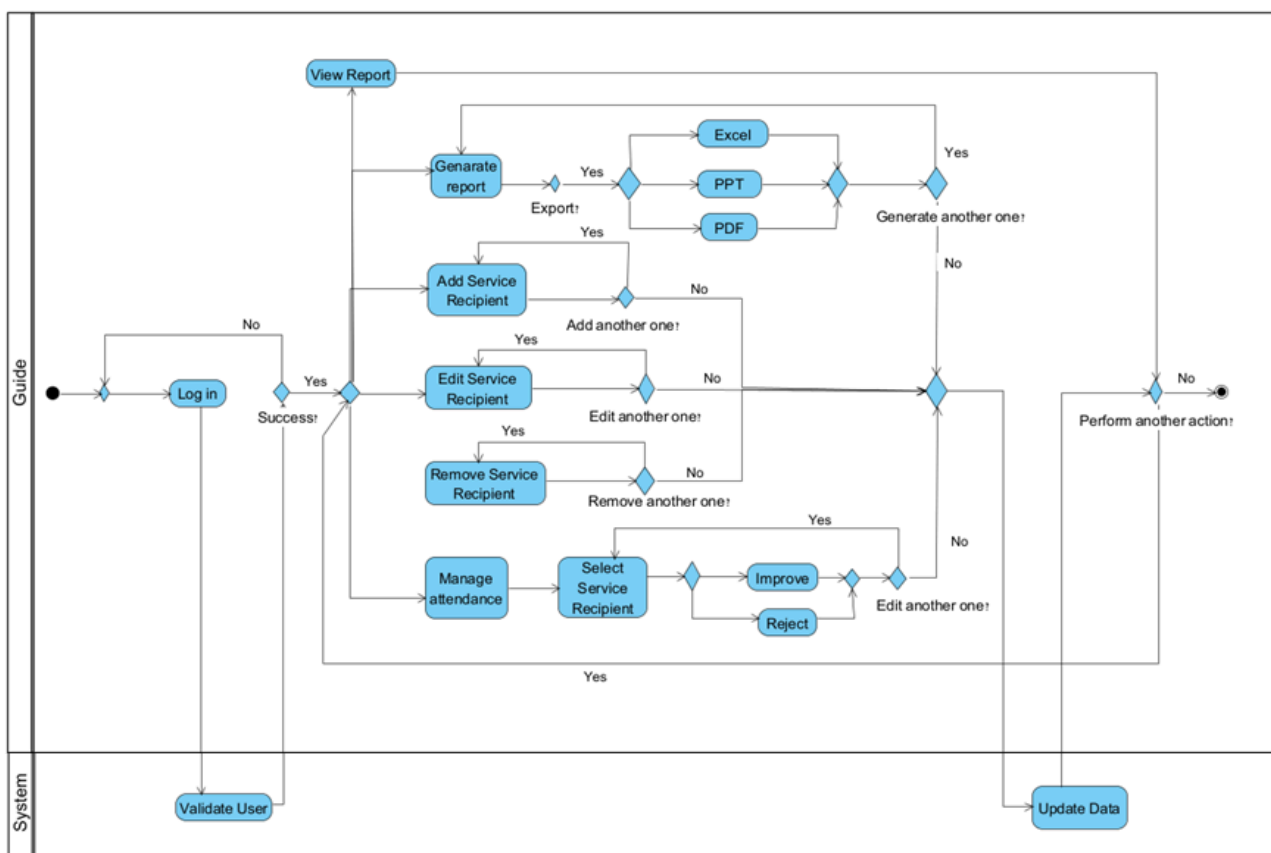 View Report
Excel
Yes
Genarate
report
Yes
PPT
Export?
Generate another one?
PDF
Yes
No
Add Service
Recipient
No
Add another one?
No
Yes
Guide
Log in
Yes
Success?
Edit Service
Recipient
No
Edit another one?
No
Perform another action?
Yes
Remove Service
Recipient
No
Remove another one?
Yes
Manage
attendance
Select
Service
Recipient
Improve
No
Edit another one?
Reject
Yes
System
Validate User
Update Data